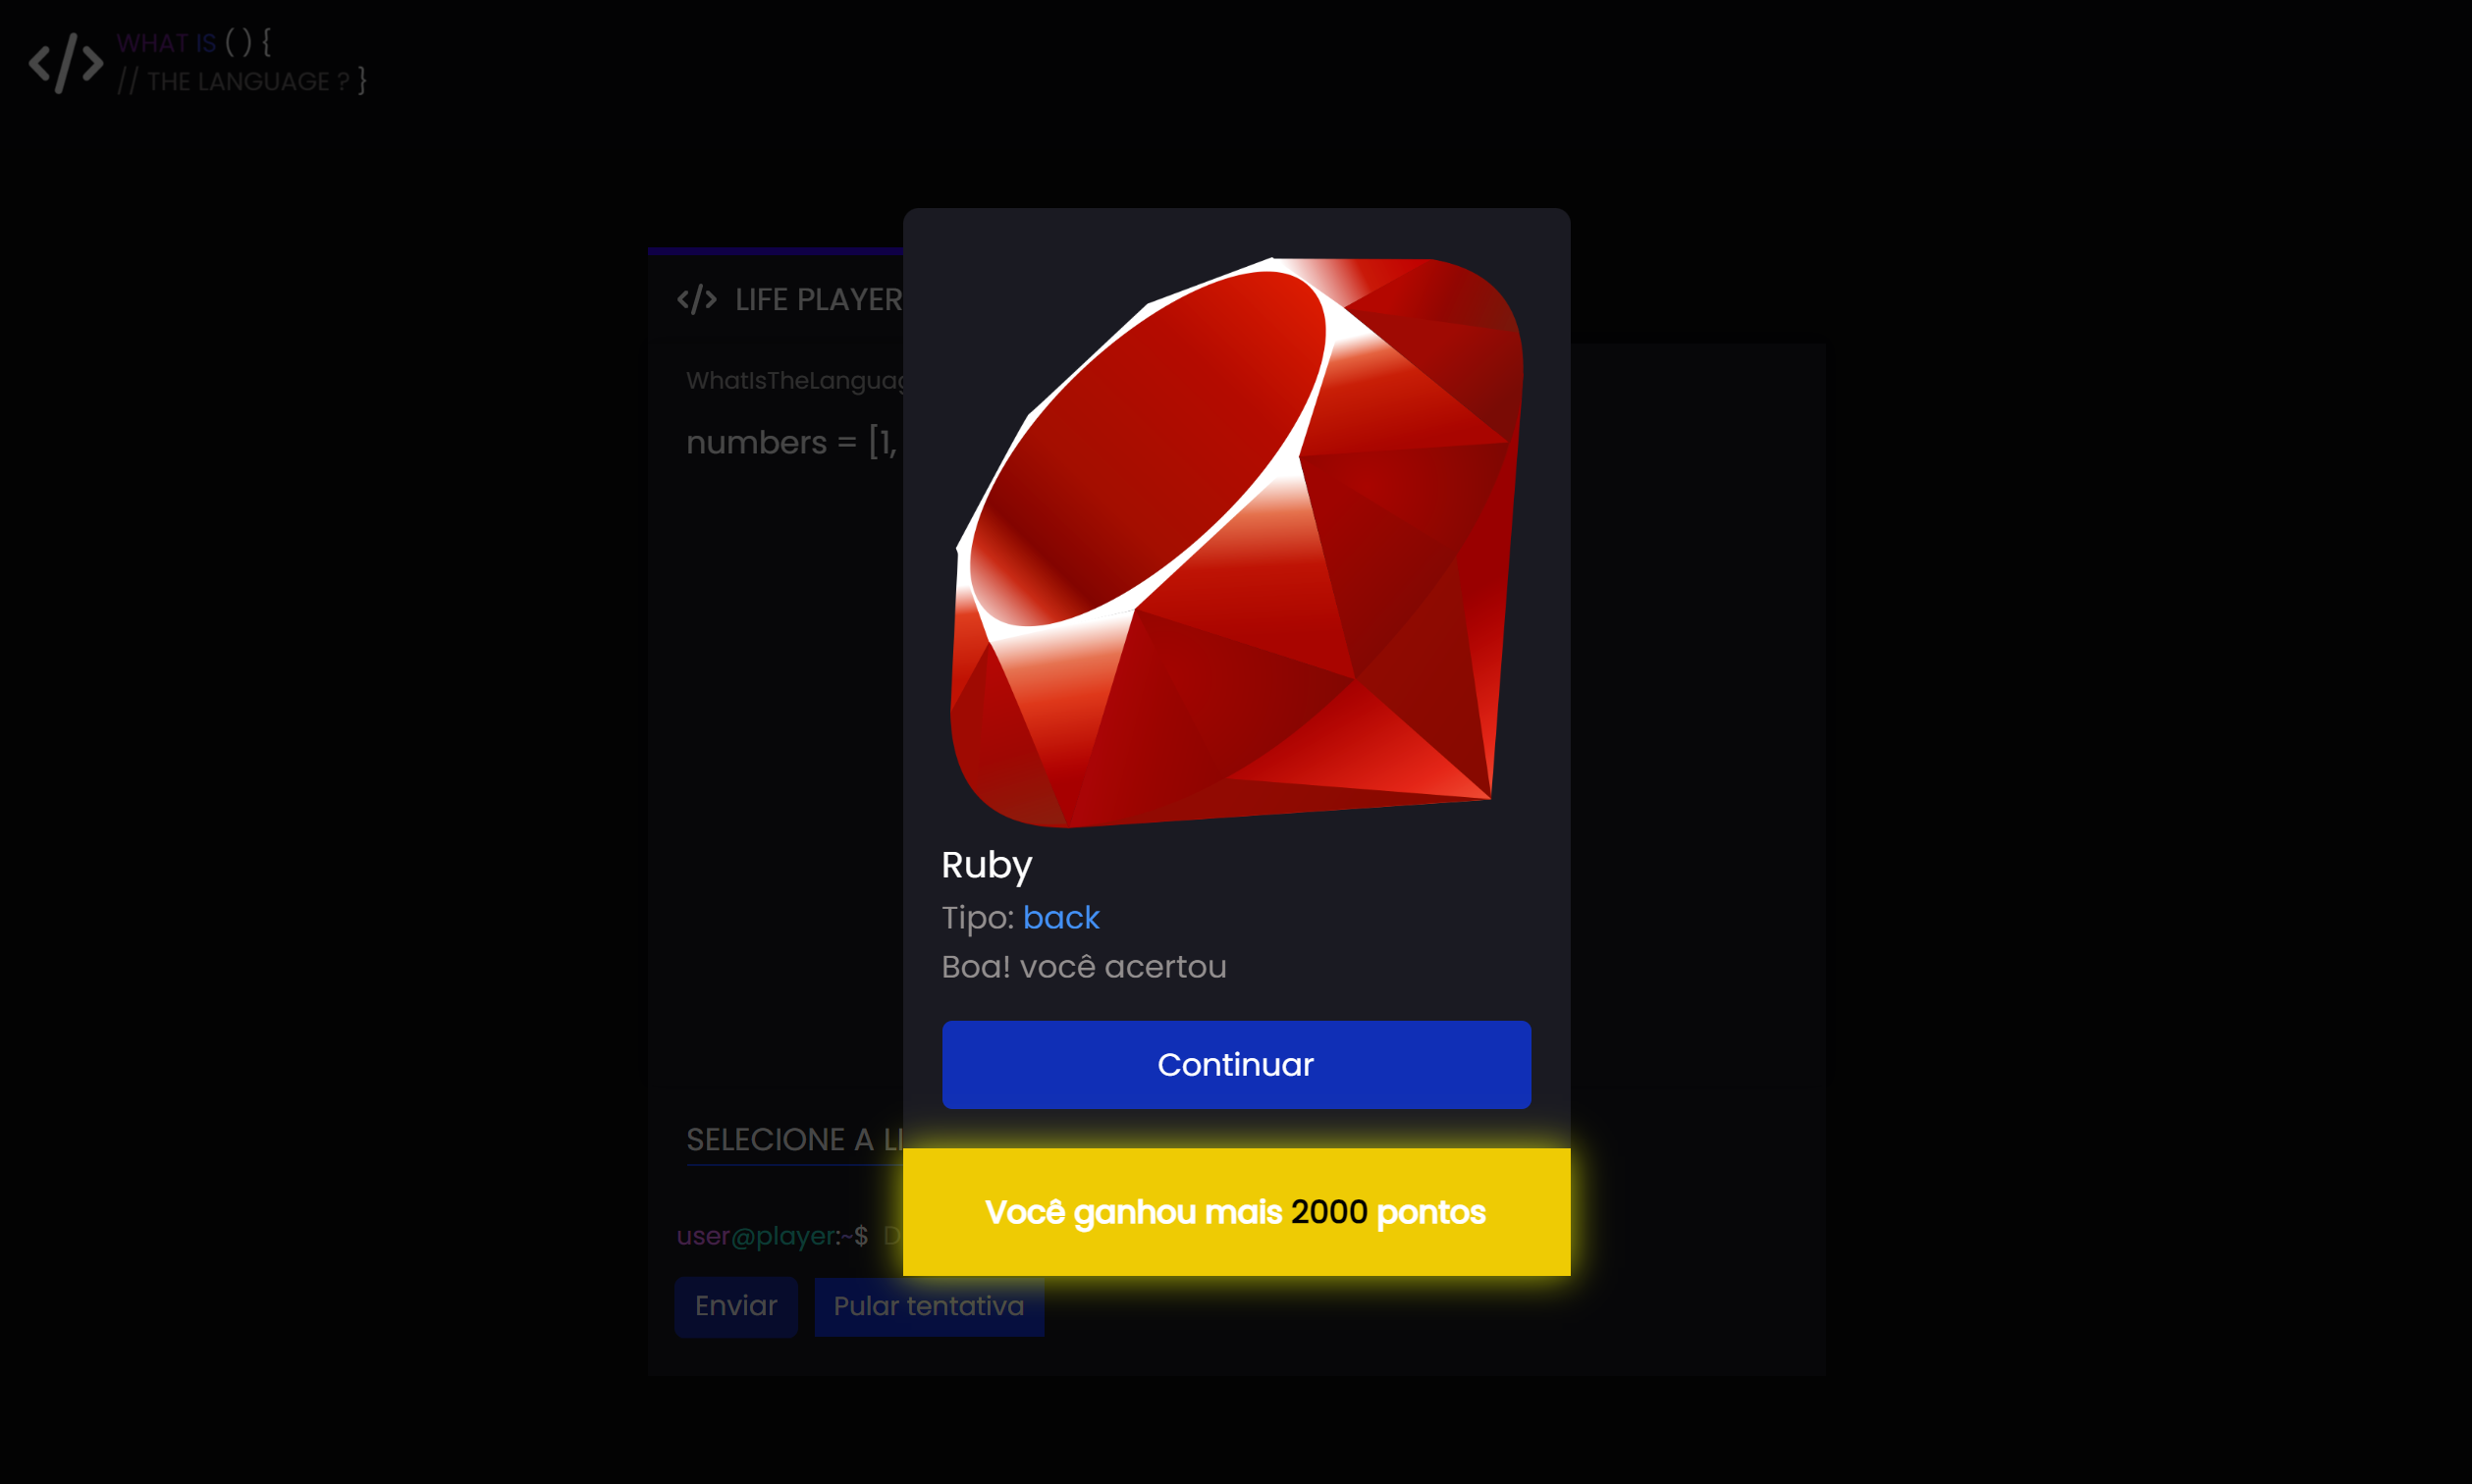 WHAT IS ( ) {
// THE LANGUAGE ? }
LIFE PLAYER
WhatIsTheLanguag
numbers = [1,
Ruby
Tipo: back
Boa! você acertou
Continuar
SELECIONE A LI
Você ganhou mais 2000 pontos
user@player:~$ D
Enviar
Pular tentativa